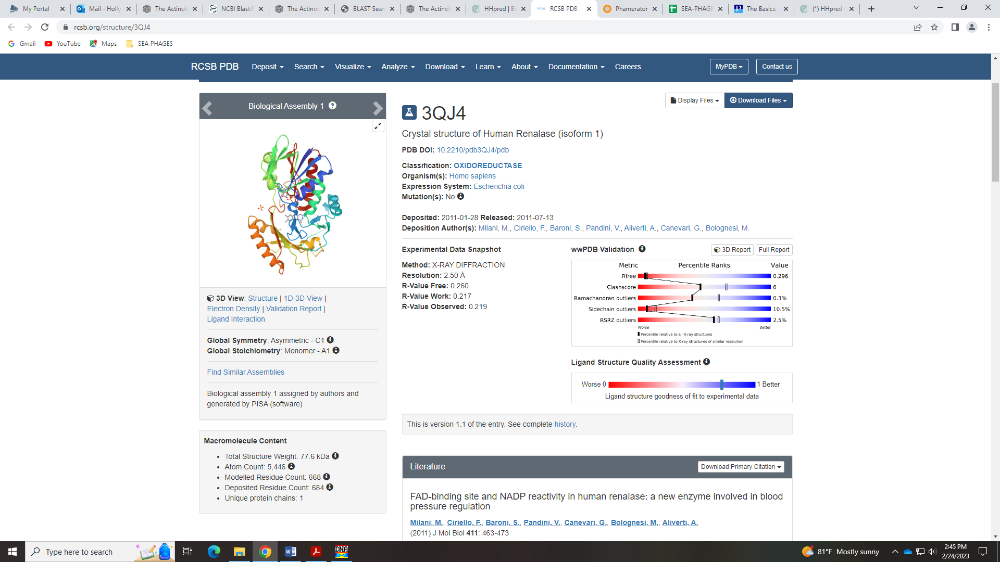 My Portal
Mail - Holly
The Actinob
NCBI BlastP
The Actinob
BLAST Sear
The Actinob
HHpred | Bi
RCSB PDB -
Phamerator
SEA-PHAGE
The Basics:
(*) HHpred
rcsb.org/structure/3QJ4
Gmail
YouTube
Maps
SEA PHAGES
RCSB PDB Deposit Search Visualize Analyze Download Learn About Documentation Careers MyPDB Contact us
Biological Assembly 1
Display Files Download Files
3QJ4
Crystal structure of Human Renalase (isoform 1)
PDB DOI: 10.2210/pdb3QJ4/pdb
Classification: OXIDOREDUCTASE
Organism(s): Homo sapiens
Expression System: Escherichia coli
Mutation(s): No
Deposited: 2011-01-28 Released: 2011-07-13
Deposition Author(s): Milani, M., Ciriello, F., Baroni, S., Pandini, V., Aliverti, A., Canevari, G., Bolognesi, M.
Experimental Data Snapshot
Method: X-RAY DIFFRACTION
Resolution: 2.50 Å
R-Value Free: 0.260
R-Value Work: 0.217
R-Value Observed: 0.219
wwPDB Validation 3D Report Full Report
Metric Percentile Ranks Value
Rfree 0.296
Clashscore 6
Ramachandran outliers 0.3%
Sidechain outliers 10.5%
RSRZ outliers 2.5%
Worse Better
Percentile relative to all X-ray structures
Percentile relative to X-ray structures of similar resolution
Ligand Structure Quality Assessment
Worse 0 1 Better
Ligand structure goodness of fit to experimental data
3D View: Structure | 1D-3D View |
Electron Density | Validation Report |
Ligand Interaction
Global Symmetry: Asymmetric - C1
Global Stoichiometry: Monomer - A1
Find Similar Assemblies
Biological assembly 1 assigned by authors and
generated by PISA (software)
Macromolecule Content
• Total Structure Weight: 77.6 kDa
• Atom Count: 5,446
• Modelled Residue Count: 668
• Deposited Residue Count: 684
• Unique protein chains: 1
This is version 1.1 of the entry. See complete history.
Literature Download Primary Citation
FAD-binding site and NADP reactivity in human renalase: a new enzyme involved in blood
pressure regulation
Milani, M., Ciriello, F., Baroni, S., Pandini, V., Canevari, G., Bolognesi, M., Aliverti, A.
(2011) J Mol Biol 411: 463-473
Type here to search
DNA
81°F Mostly sunny
2:45 PM
2/24/2023